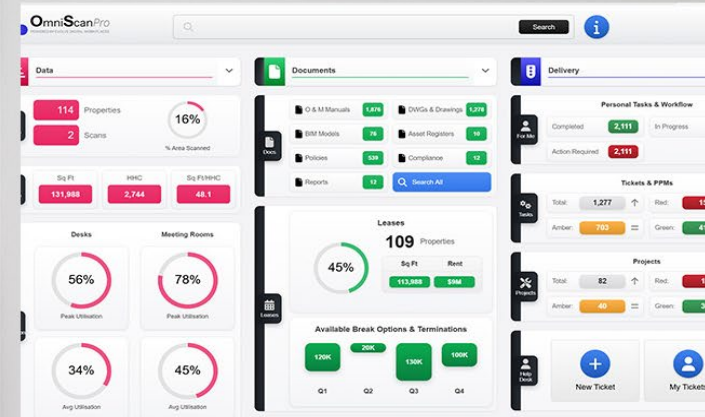 OmniScanPro
Search
Data
114 Properties
2 Scans
16%
% Area Scanned
Sq Ft
HHC
Sq Ft/HHC
131,988
2,744
48.1
Desks
Meeting Rooms
56%
Peak Utilisation
78%
Peak Utilisation
34%
Avg Utilisation
45%
Avg Utilisation
Documents
Docs
O & M Manuals
DWGs & Drawings
BIM Models 76
Asset Registers 10
Policies 530
Compliance 12
Reports 12
Search All
Leases
Leases
45%
109 Properties
Sq Ft
Rent
113,988
$9M
Available Break Options & Terminations
120K
20K
130K
100K
Q1
Q2
Q3
Q4
Delivery
Personal Tasks & Workflow
For Me
Completed 2,111
In Progress
Action Required 2,111
Tickets & PPMs
Tasks
Total: 1,277
Red:
Amber: 703
Green:
Projects
Projects
Total: 82
Red:
Amber: 40
Green:
Help
Desk
New Ticket
My Tickets